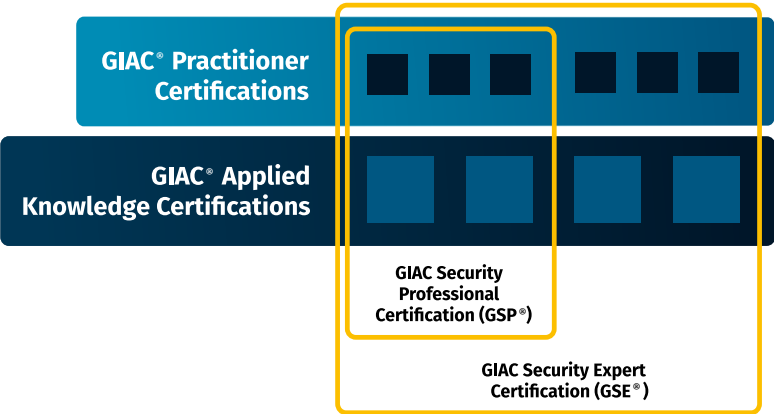 GIAC® Practitioner
Certifications
GIAC® Applied
Knowledge Certifications
GIAC Security
Professional
Certification (GSP®)
GIAC Security Expert
Certification (GSE®)